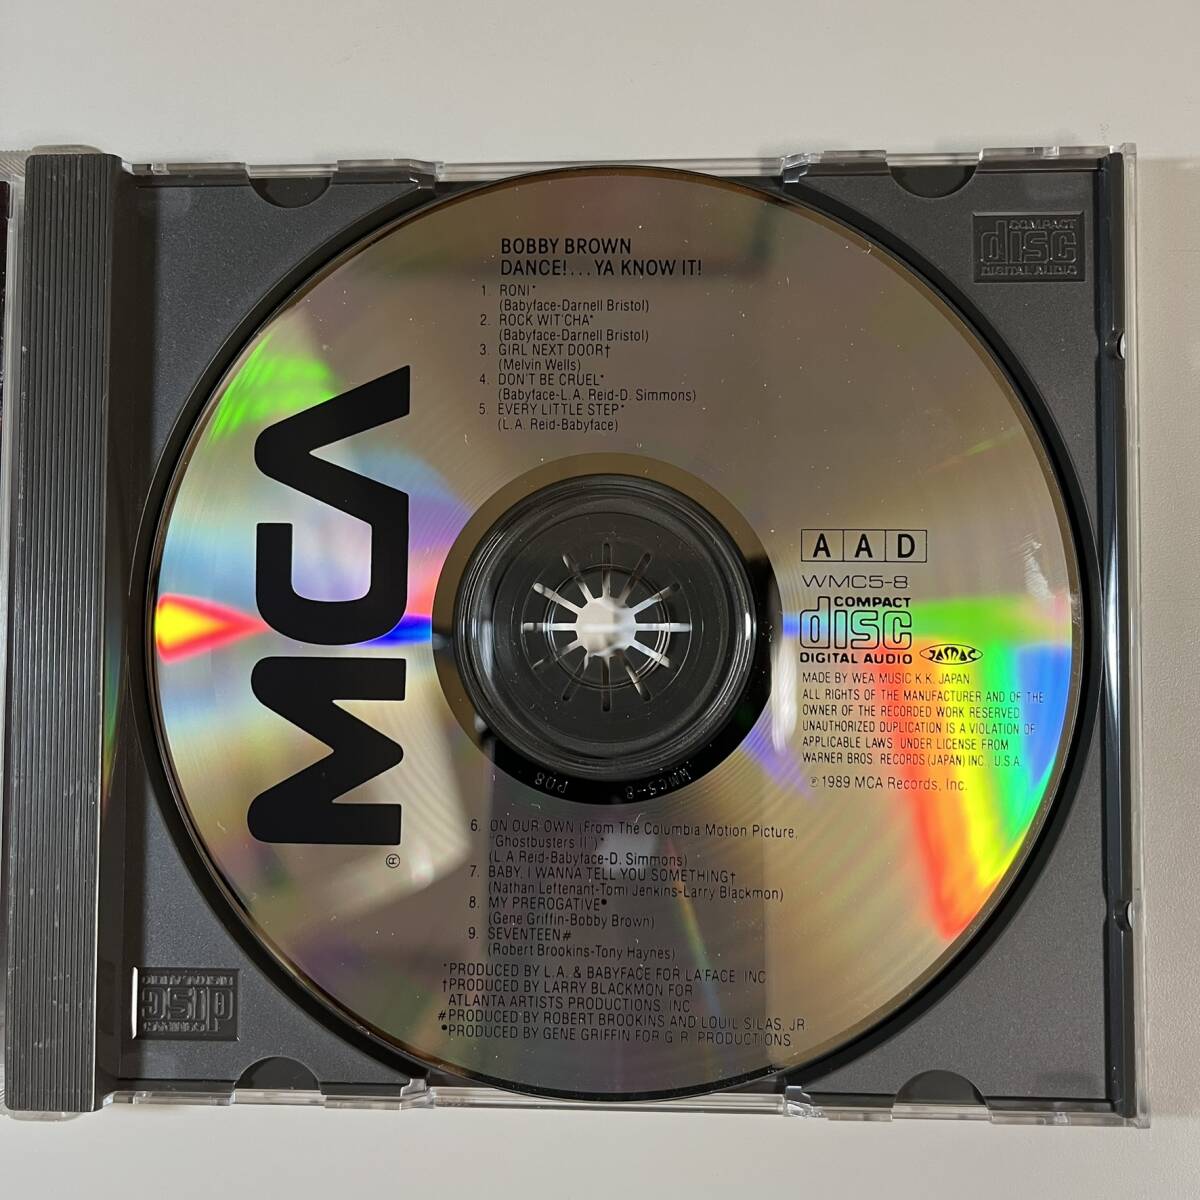 BOBBY BROWN
DANCE!...YA KNOW IT!
1. RONI*
(Babyface-Darnell Bristol)
2. ROCK WIT'CHA*
(Babyface-Darnell Bristol)
3. GIRL NEXT DOOR†
(Melvin Wells)
4. DON'T BE CRUEL*
(Babyface-L.A. Reid-D. Simmons)
5. EVERY LITTLE STEP*
(L.A. Reid-Babyface)
MCA
®
AAD
WMC5-8
COMPACT
disc
DIGITAL AUDIO
JASRAC
MADE BY WEA MUSIC K.K. JAPAN
ALL RIGHTS OF THE MANUFACTURER AND OF THE
OWNER OF THE RECORDED WORK RESERVED
UNAUTHORIZED DUPLICATION IS A VIOLATION OF
APPLICABLE LAWS. UNDER LICENSE FROM
WARNER BROS. RECORDS (JAPAN) INC., U.S.A.
℗1989 MCA Records, Inc.
WMC5-8
6. ON OUR OWN (From The Columbia Motion Picture,
"Ghostbusters II")*
(L.A Reid-Babyface-D. Simmons)
7. BABY, I WANNA TELL YOU SOMETHING†
(Nathan Leftenant-Tomi Jenkins-Larry Blackmon)
8. MY PREROGATIVE●
(Gene Griffin-Bobby Brown)
9. SEVENTEEN#
(Robert Brookins-Tony Haynes)
*PRODUCED BY L.A. & BABYFACE FOR LA'FACE, INC
†PRODUCED BY LARRY BLACKMON FOR
ATLANTA ARTISTS PRODUCTIONS, INC
#PRODUCED BY ROBERT BROOKINS AND LOUIL SILAS, JR.
●PRODUCED BY GENE GRIFFIN FOR G.R. PRODUCTIONS
COMPACT
disc
DIGITAL AUDIO
COMPACT
disc
DIGITAL AUDIO